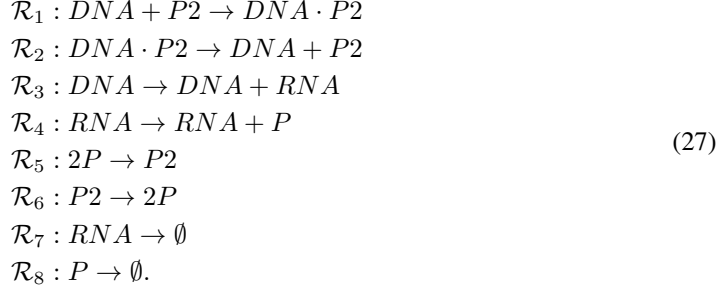 ℛ₁ : DNA + P2 → DNA · P2
ℛ₂ : DNA · P2 → DNA + P2
ℛ₃ : DNA → DNA + RNA
ℛ₄ : RNA → RNA + P
(27)
ℛ₅ : 2P → P2
ℛ₆ : P2 → 2P
ℛ₇ : RNA → ∅
ℛ₈ : P → ∅.